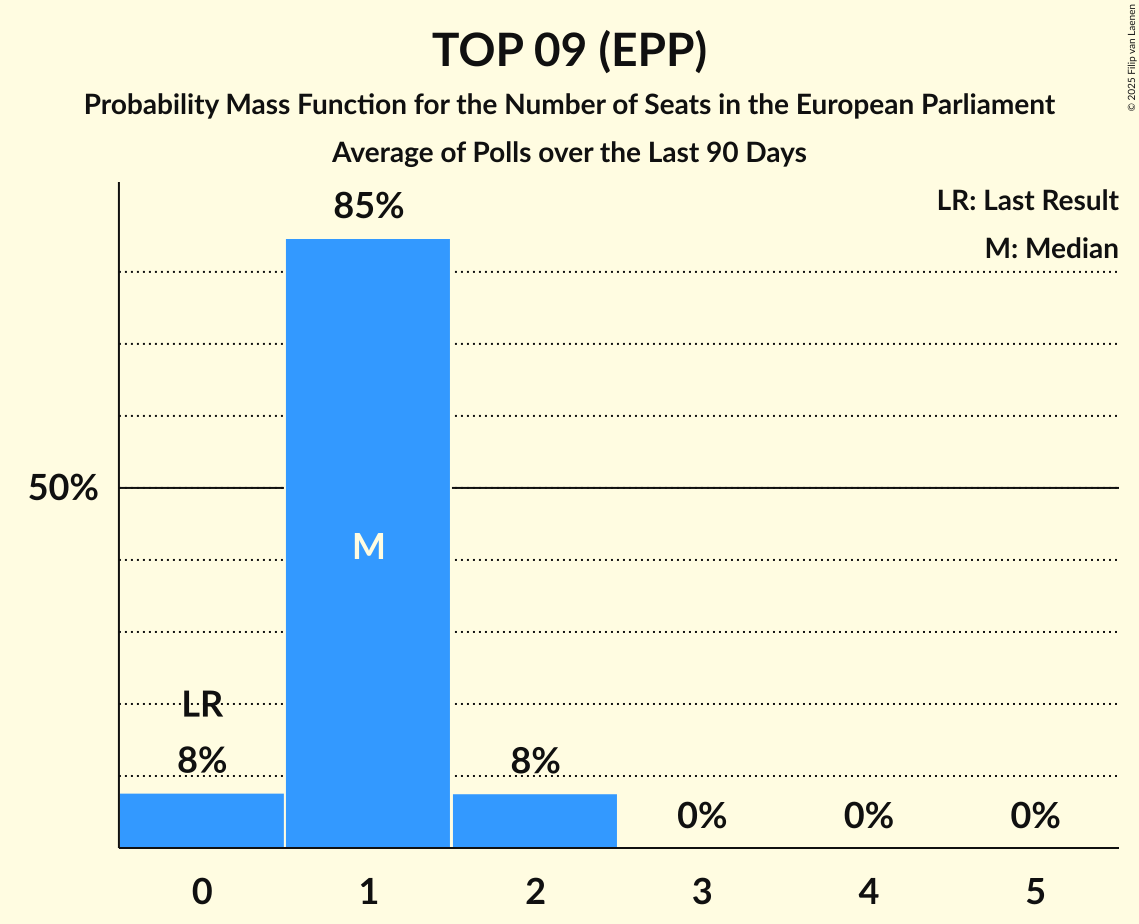 TOP 09 (EPP)
Probability Mass Function for the Number of Seats in the European Parliament
Average of Polls over the Last 90 Days
© 2025 Filip van Laenen
LR: Last Result
M: Median
85%
50%
M
LR
8%
8%
0%
0%
0%
0
1
2
3
4
5